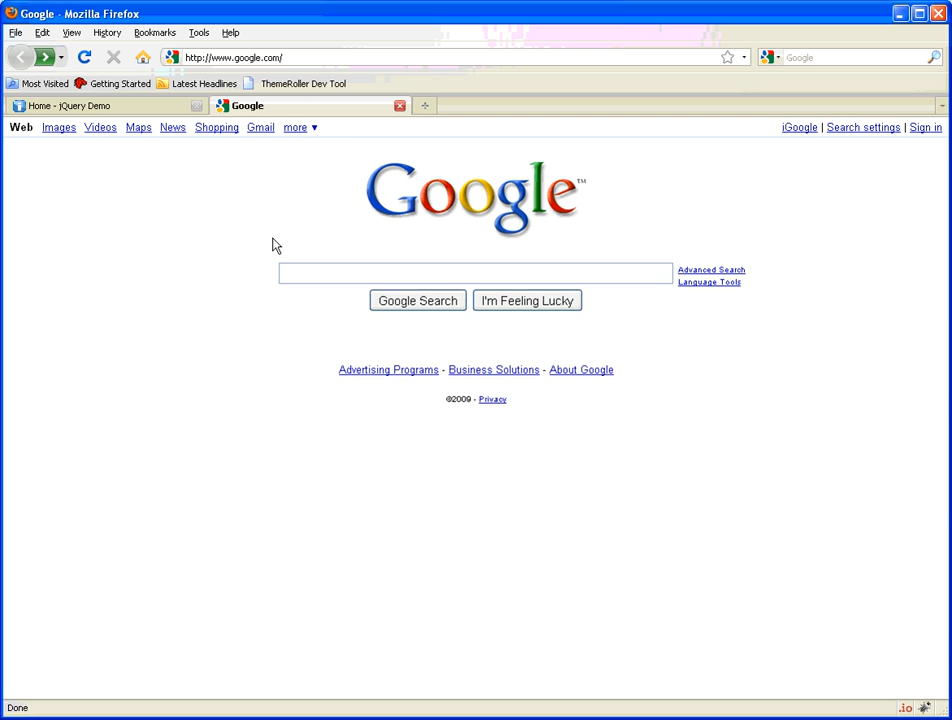 Google - Mozilla Firefox
File Edit View History Bookmarks Tools Help
http://www.google.com/ Google
Most Visited Getting Started Latest Headlines ThemeRoller Dev Tool
Home - jQuery Demo Google
Web Images Videos Maps News Shopping Gmail more ▼ iGoogle | Search settings | Sign in
Google™
Advanced Search
Language Tools
Google Search I'm Feeling Lucky
Advertising Programs - Business Solutions - About Google
©2009 - Privacy
Done .io